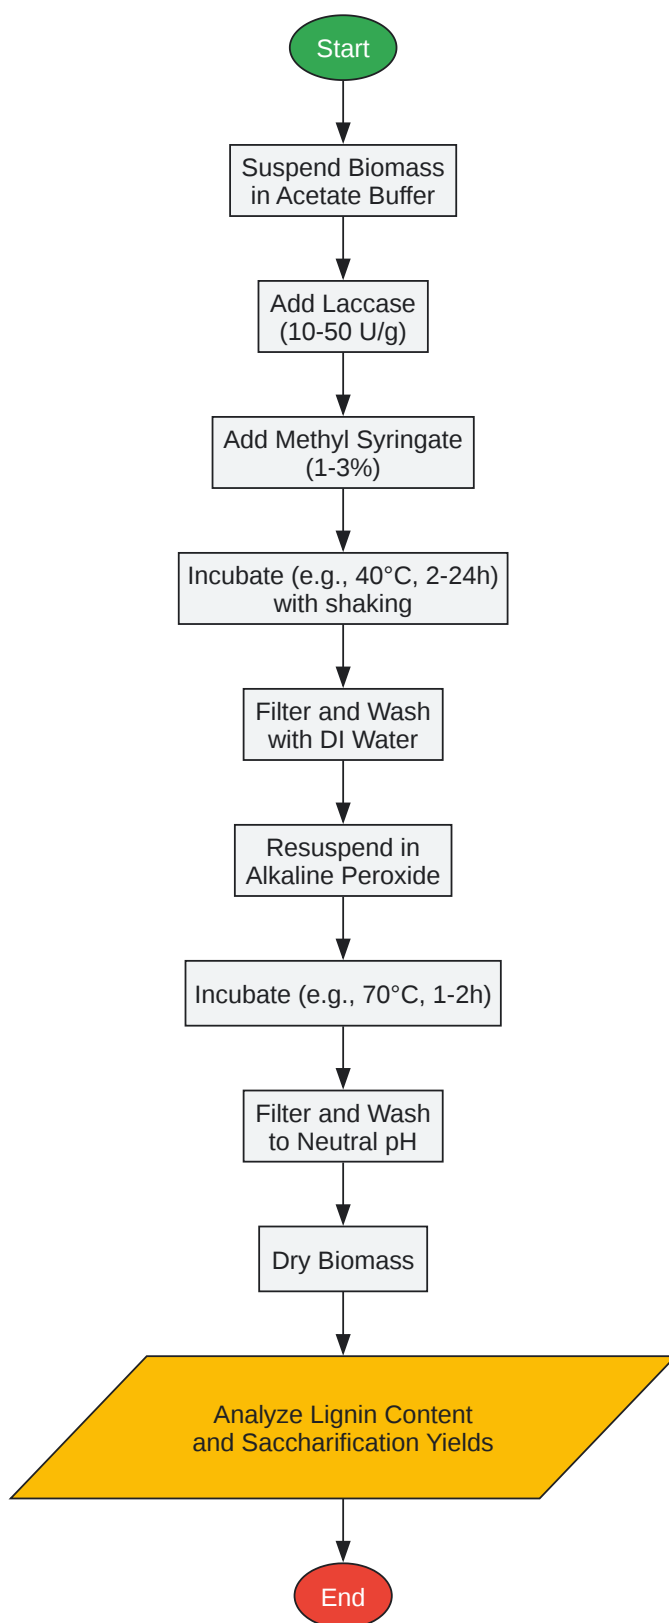 Start
Suspend Biomass
in Acetate Buffer
Add Laccase
(10-50 U/g)
Add Methyl Syringate
(1-3%)
Incubate (e.g., 40°C, 2-24h)
with shaking
Filter and Wash
with DI Water
Resuspend in
Alkaline Peroxide
Incubate (e.g., 70°C, 1-2h)
Filter and Wash
to Neutral pH
Dry Biomass
Analyze Lignin Content
and Saccharification Yields
End